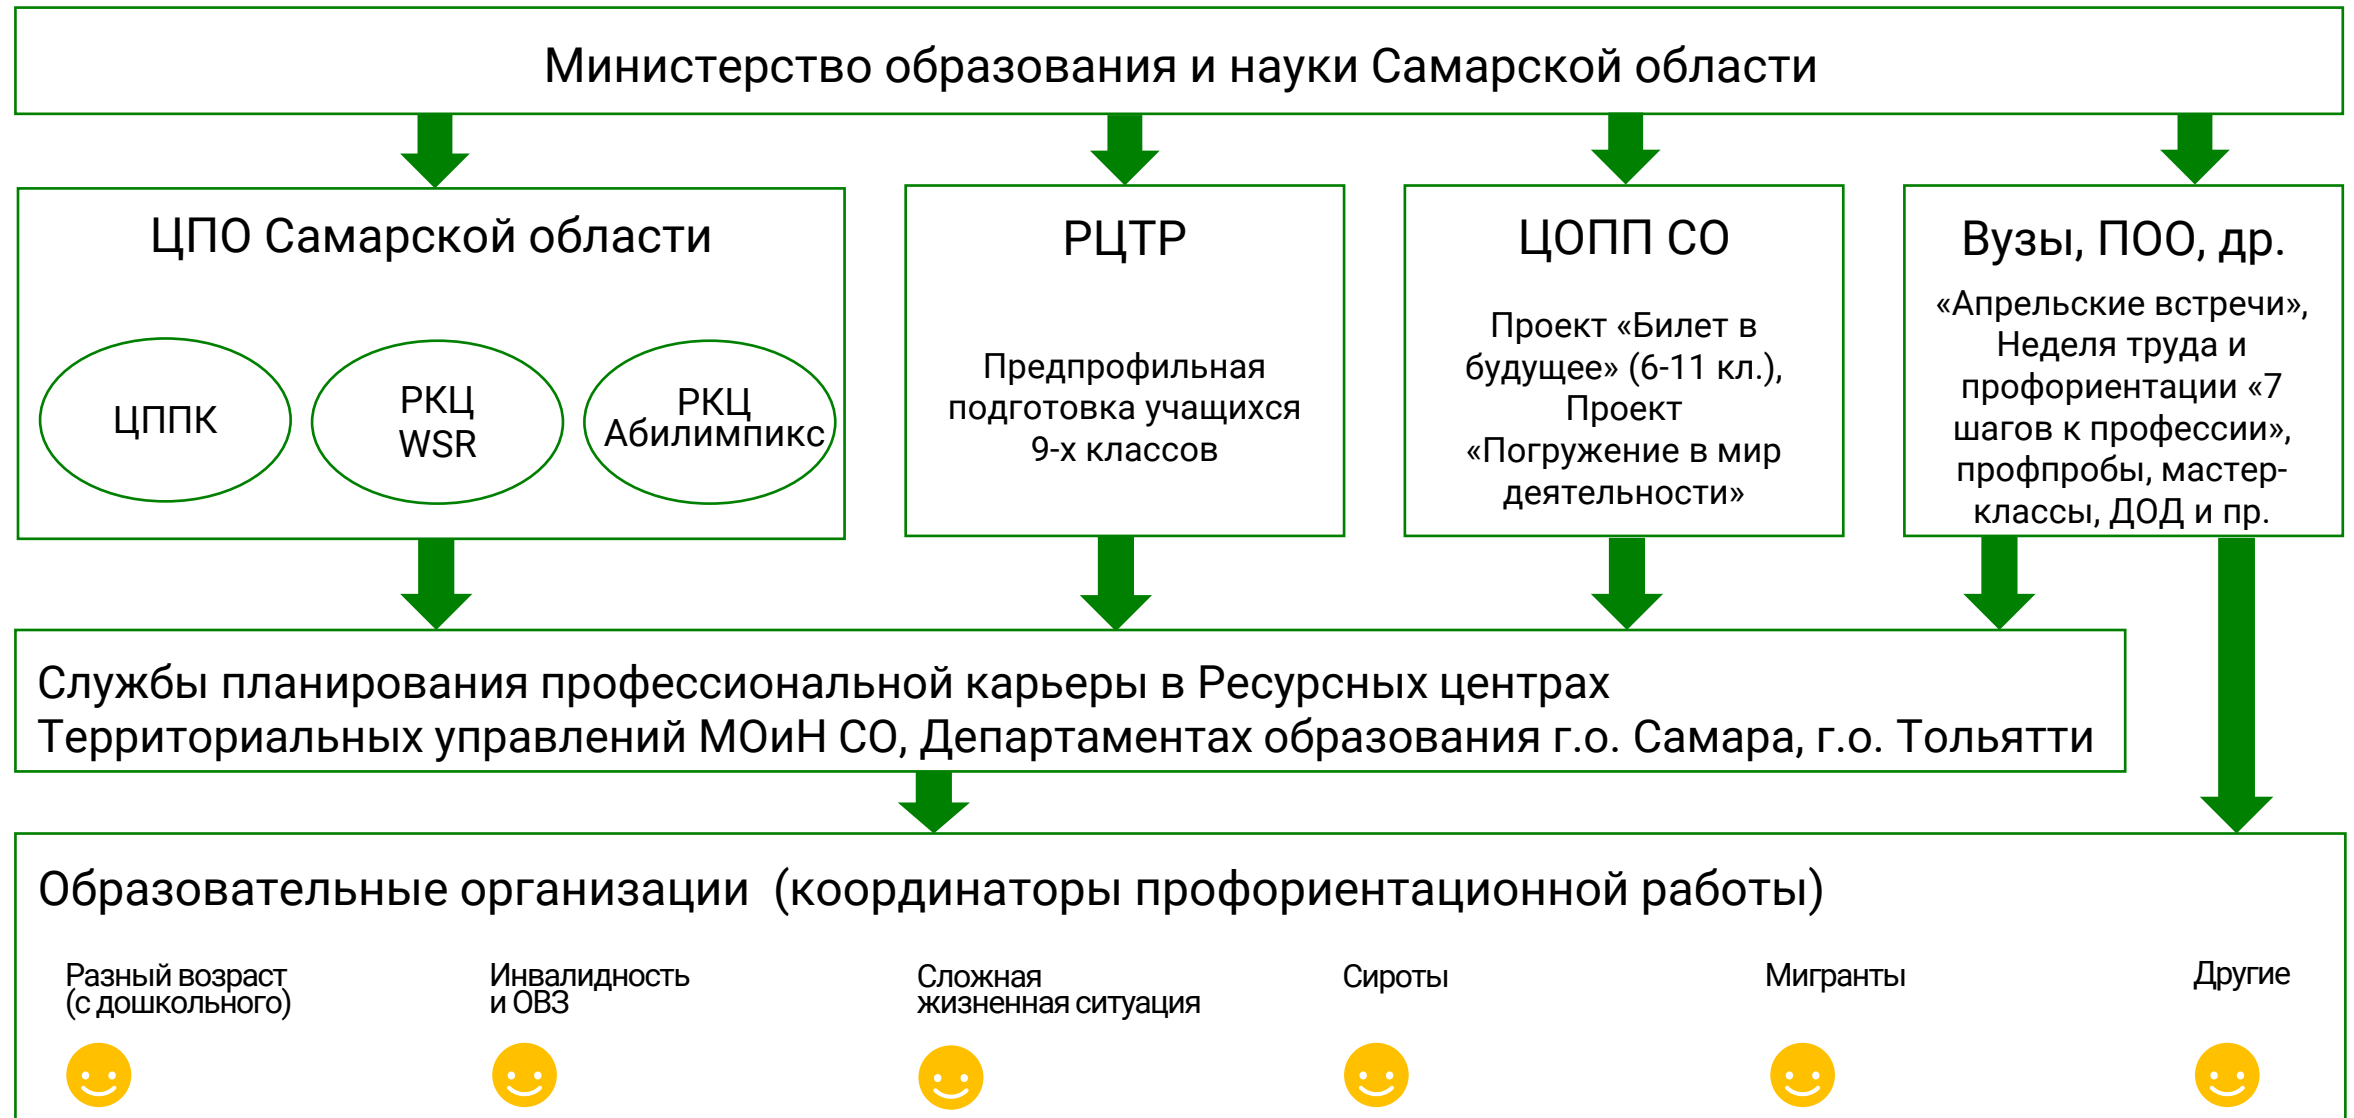 Министерство образования и науки Самарской области
ЦПО Самарской области
ЦППК
РКЦ
WSR
РКЦ
Абилимпикс
РЦТР
Предпрофильная
подготовка учащихся
9-х классов
ЦОПП СО
Проект «Билет в
будущее» (6-11 кл.),
Проект
«Погружение в мир
деятельности»
Вузы, ПОО, др.
«Апрельские встречи»,
Неделя труда и
профориентации «7
шагов к профессии»,
профпробы, мастер-
классы, ДОД и пр.
Службы планирования профессиональной карьеры в Ресурсных центрах
Территориальных управлений МОиН СО, Департаментах образования г.о. Самара, г.о. Тольятти
Образовательные организации (координаторы профориентационной работы)
Разный возраст
(с дошкольного)
Инвалидность
и ОВЗ
Сложная
жизненная ситуация
Сироты
Мигранты
Другие